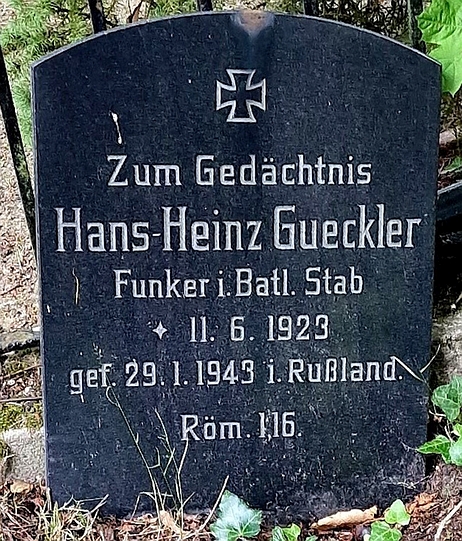 Zum Gedächtnis
Hans-Heinz Gueckler
Funker i. Batl. Stab
✦ 11. 6. 1923
gef. 29. 1. 1943 i. Rußland.
Röm. 1,16.